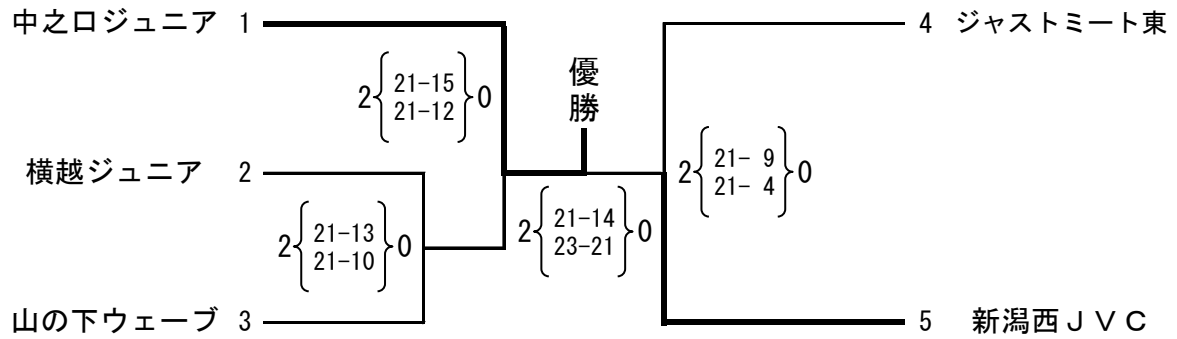 中之口ジュニア 1
4 ジャストミート東
優勝
2{21-15 21-12}0
横越ジュニア 2
2{21- 9 21- 4}0
2{21-13 21-10}0
2{21-14 23-21}0
山の下ウェーブ 3
5 新潟西ＪＶＣ